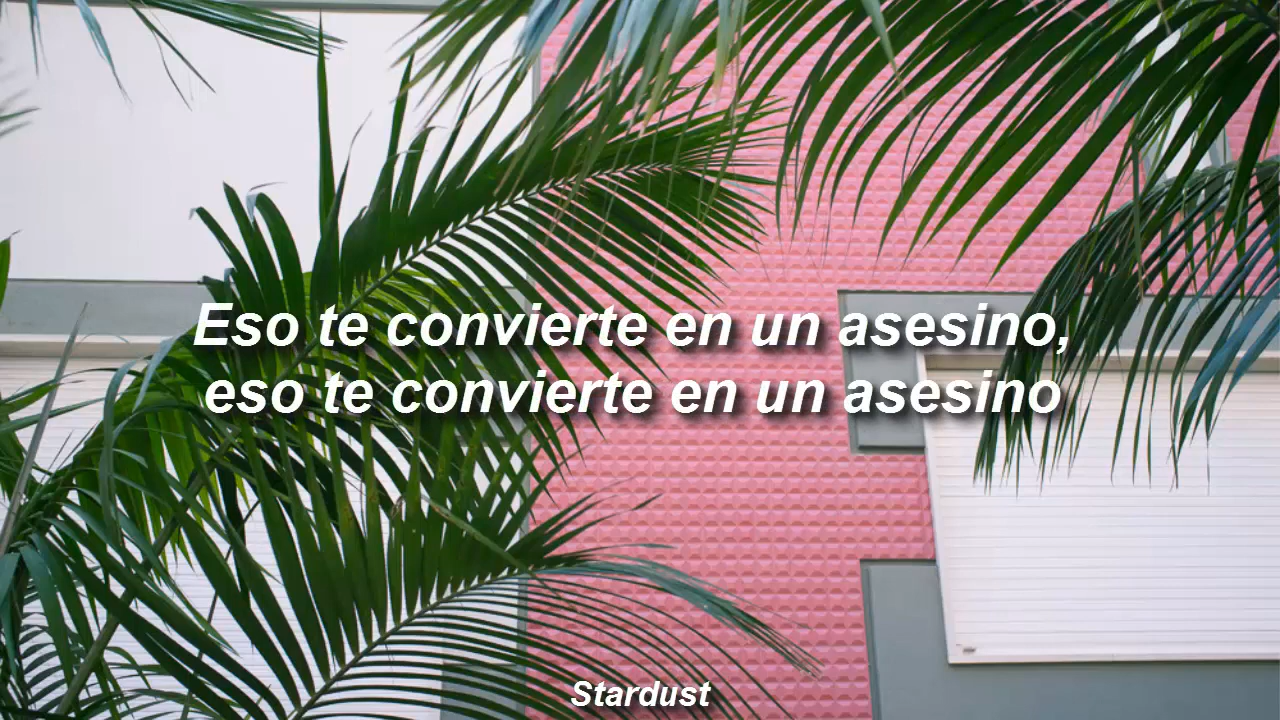 Eso te convierte en un asesino,
eso te convierte en un asesino
Stardust